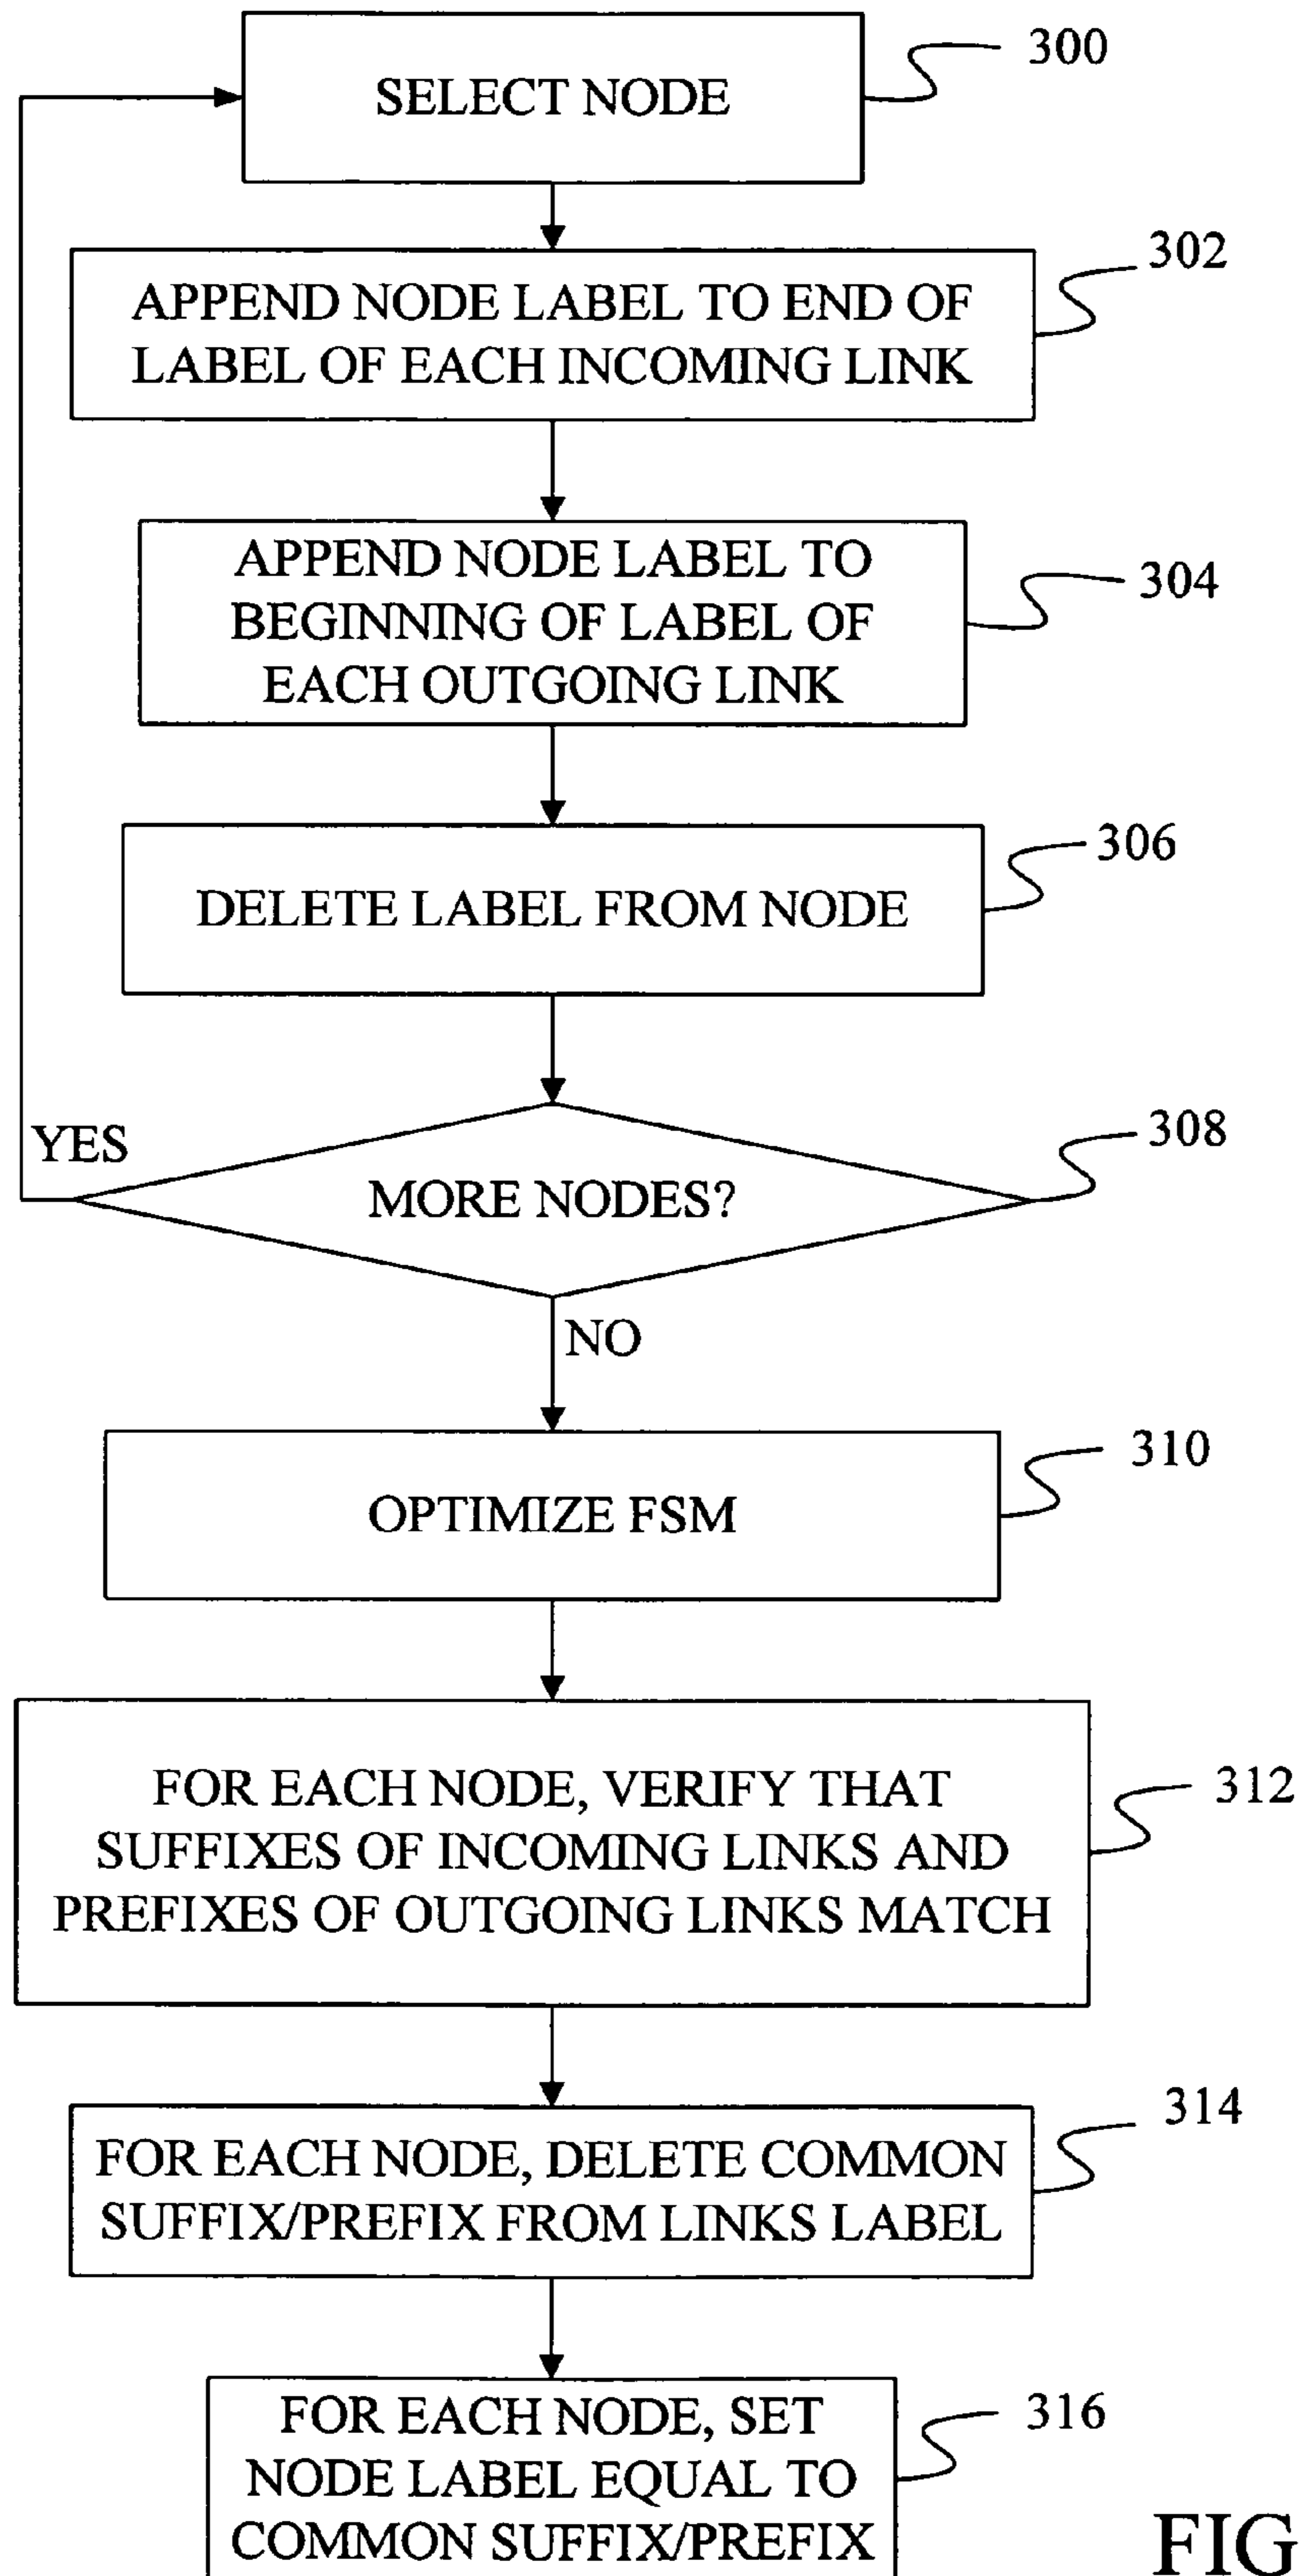 300
SELECT NODE
302
APPEND NODE LABEL TO END OF
LABEL OF EACH INCOMING LINK
304
APPEND NODE LABEL TO
BEGINNING OF LABEL OF
EACH OUTGOING LINK
306
DELETE LABEL FROM NODE
308
YES
MORE NODES?
NO
310
OPTIMIZE FSM
312
FOR EACH NODE, VERIFY THAT
SUFFIXES OF INCOMING LINKS AND
PREFIXES OF OUTGOING LINKS MATCH
314
FOR EACH NODE, DELETE COMMON
SUFFIX/PREFIX FROM LINKS LABEL
316
FOR EACH NODE, SET
NODE LABEL EQUAL TO
COMMON SUFFIX/PREFIX
FIG